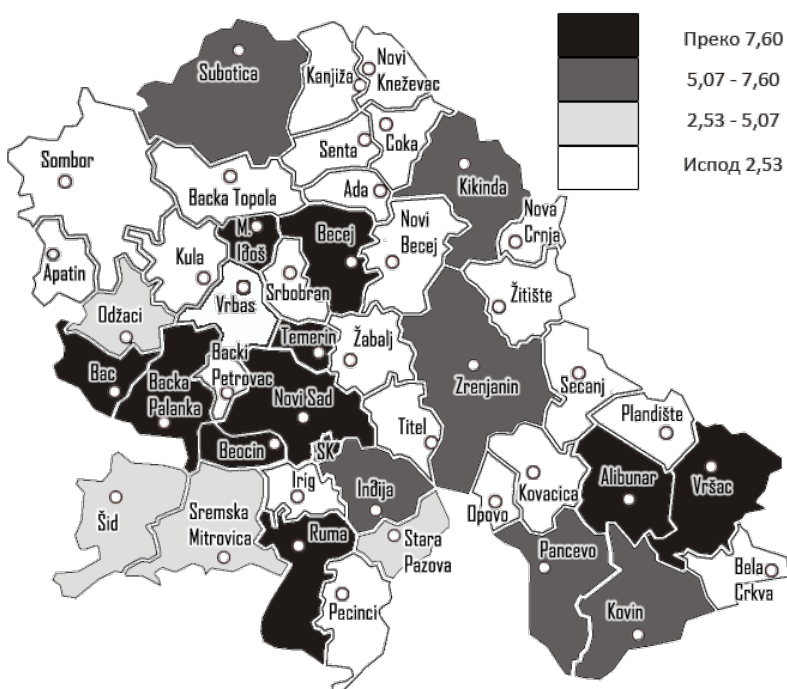 Преко 7,60
5,07 - 7,60
2,53 - 5,07
Испод 2,53
Subotica
Kanjiža
Novi
Kneževac
Senta
Coka
Sombor
Backa Topola
Ada
Kikinda
Nova
Crnja
M.
Iđoš
Becej
Novi
Becej
Apatin
Kula
Srbobran
Vrbas
Žitište
Odžaci
Temerin
Žabalj
Backi
Petrovac
Bac
Backa
Palanka
Novi Sad
Zrenjanin
Secanj
Plandište
Titel
Beocin
SK
Irig
Inđija
Opovo
Kovacica
Alibunar
Vršac
Šid
Sremska
Mitrovica
Ruma
Stara
Pazova
Pancevo
Bela
Crkva
Pecinci
Kovin